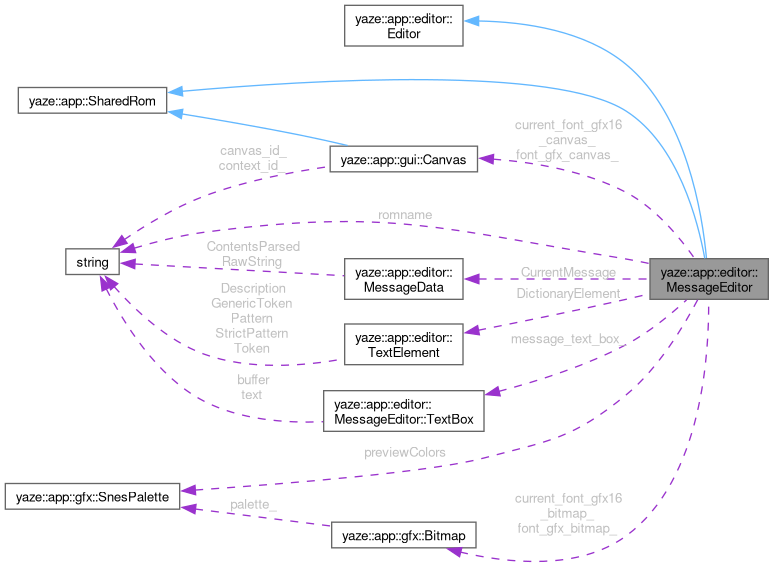 yaze::app::editor::
Editor
yaze::app::SharedRom
current_font_gfx16
_canvas_
font_gfx_canvas_
canvas_id_
context_id_
yaze::app::gui::Canvas
romname
string
ContentsParsed
RawString
yaze::app::editor::
MessageData
CurrentMessage
yaze::app::editor::
MessageEditor
DictionaryElement
Description
GenericToken
Pattern
StrictPattern
Token
yaze::app::editor::
TextElement
message_text_box_
buffer
text
yaze::app::editor::
MessageEditor::TextBox
previewColors
yaze::app::gfx::SnesPalette
palette_
current_font_gfx16
_bitmap_
font_gfx_bitmap_
yaze::app::gfx::Bitmap